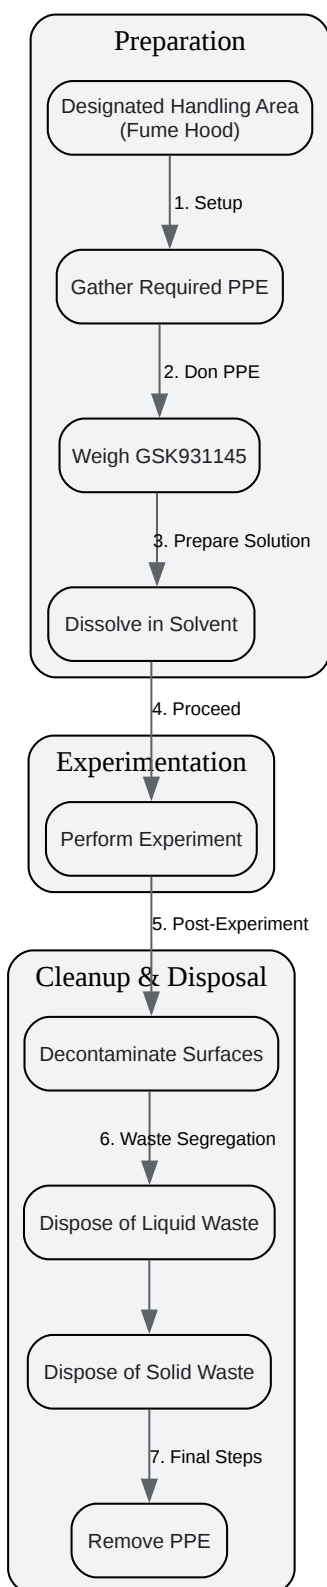 Preparation
Designated Handling Area
(Fume Hood)
1. Setup
Gather Required PPE
2. Don PPE
Weigh GSK931145
3. Prepare Solution
Dissolve in Solvent
4. Proceed
Experimentation
Perform Experiment
5. Post-Experiment
Cleanup & Disposal
Decontaminate Surfaces
6. Waste Segregation
Dispose of Liquid Waste
Dispose of Solid Waste
7. Final Steps
Remove PPE